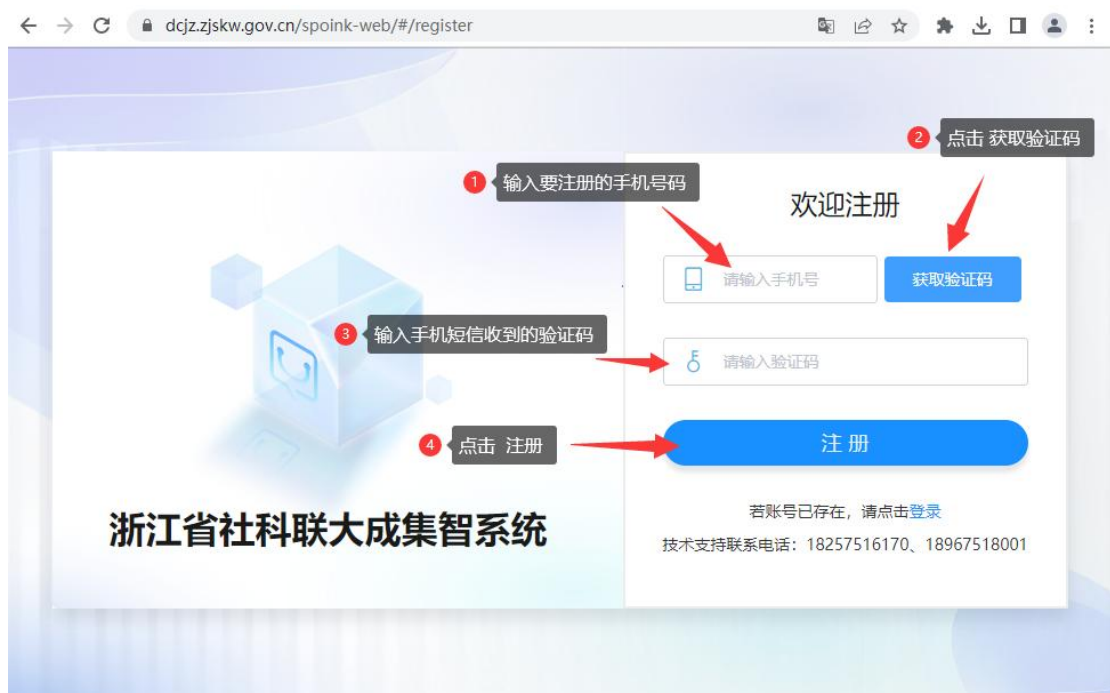 dcjz.zjskw.gov.cn/spoink-web/#/register
2 点击 获取验证码
1 输入要注册的手机号码
欢迎注册
请输入手机号
获取验证码
3 输入手机短信收到的验证码
请输入验证码
4 点击 注册
注 册
浙江省社科联大成集智系统
若账号已存在，请点击登录
技术支持联系电话：18257516170、18967518001